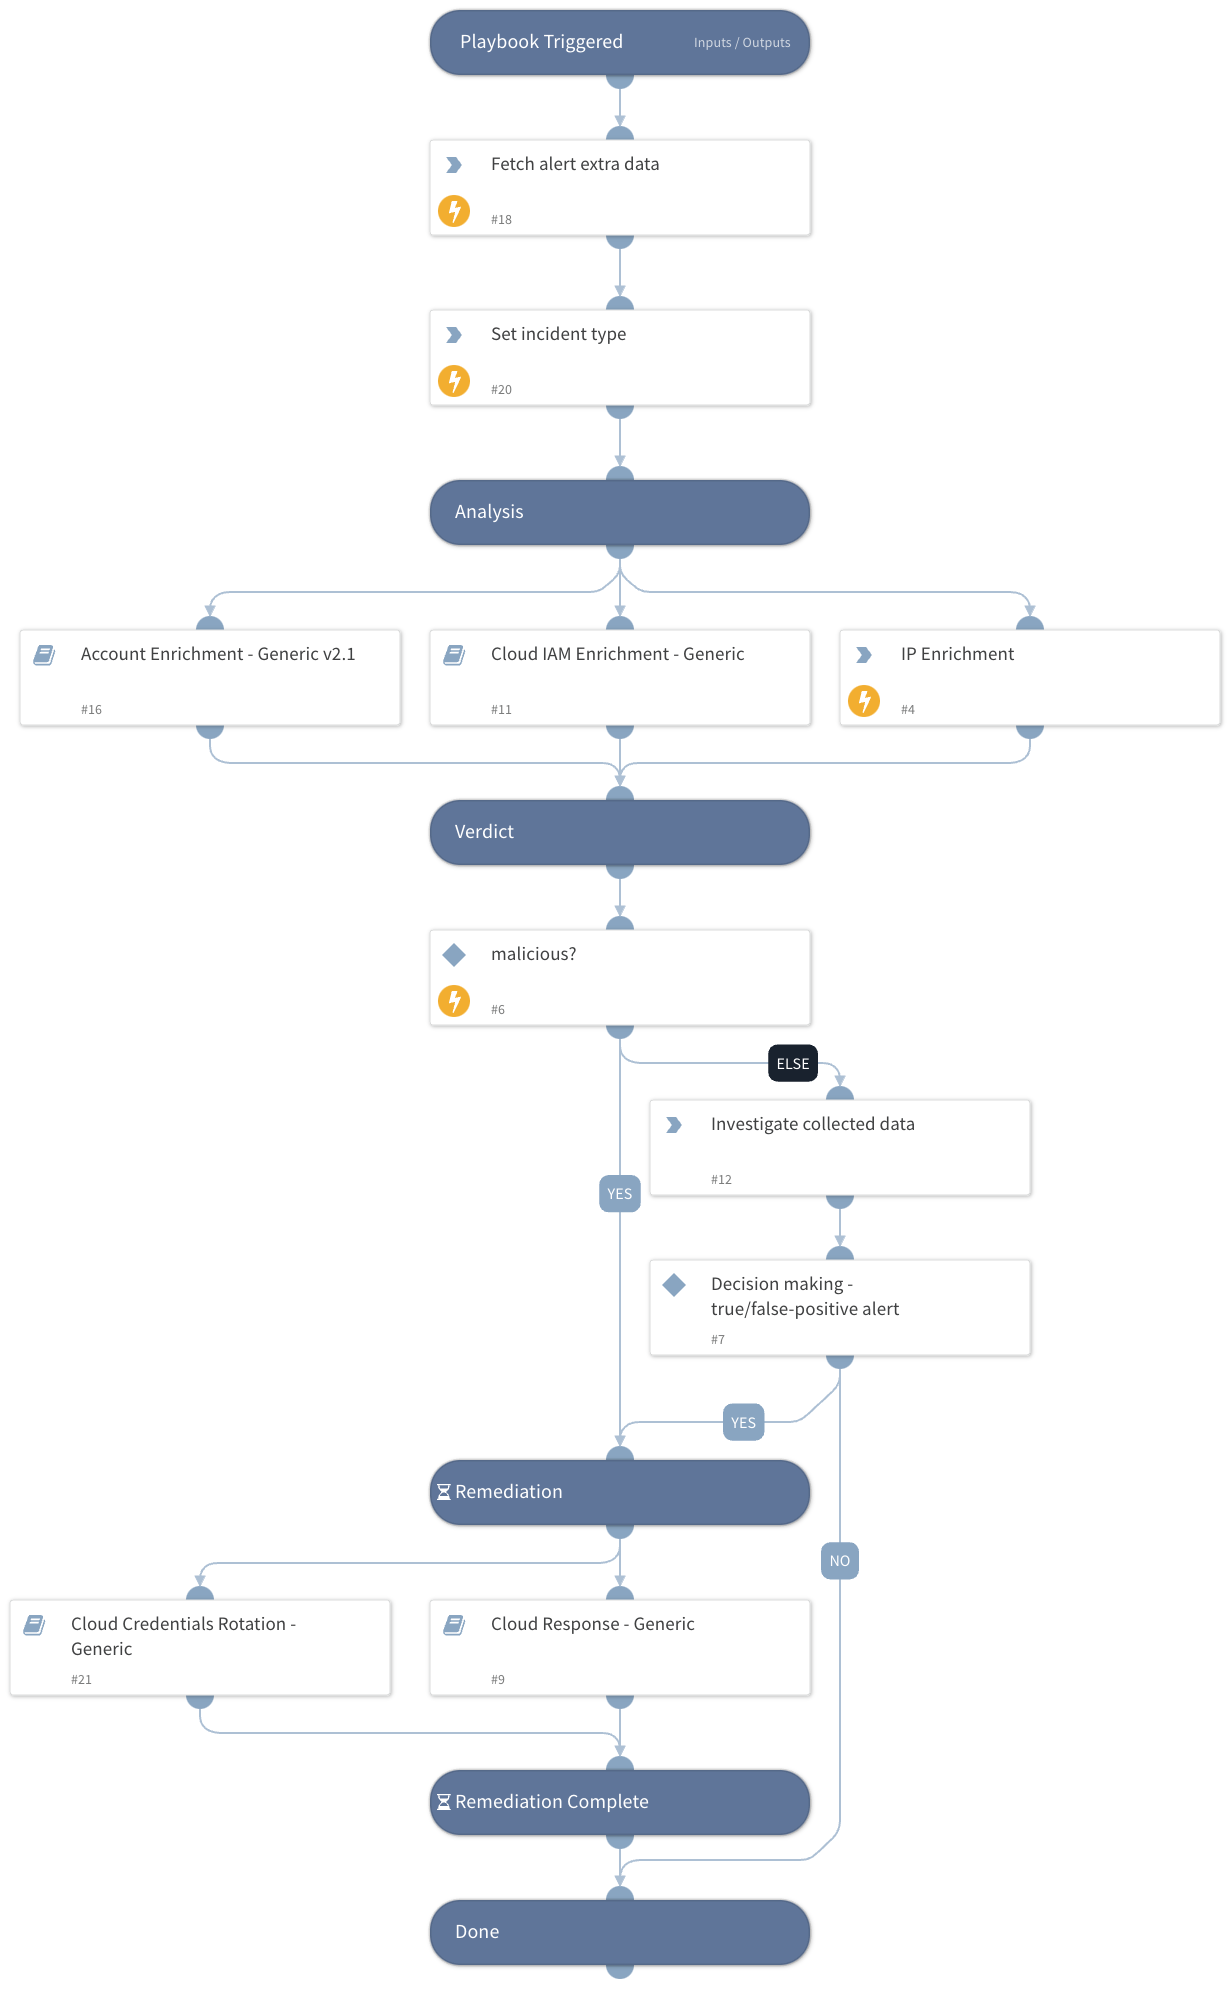 Playbook Triggered
Inputs / Outputs
Fetch alert extra data
#18
Set incident type
#20
Analysis
Account Enrichment - Generic v2.1
#16
Cloud IAM Enrichment - Generic
#11
IP Enrichment
#4
Verdict
malicious?
#6
ELSE
Investigate collected data
#12
YES
Decision making -
true/false-positive alert
#7
YES
Remediation
NO
Cloud Credentials Rotation -
Generic
#21
Cloud Response - Generic
#9
Remediation Complete
Done